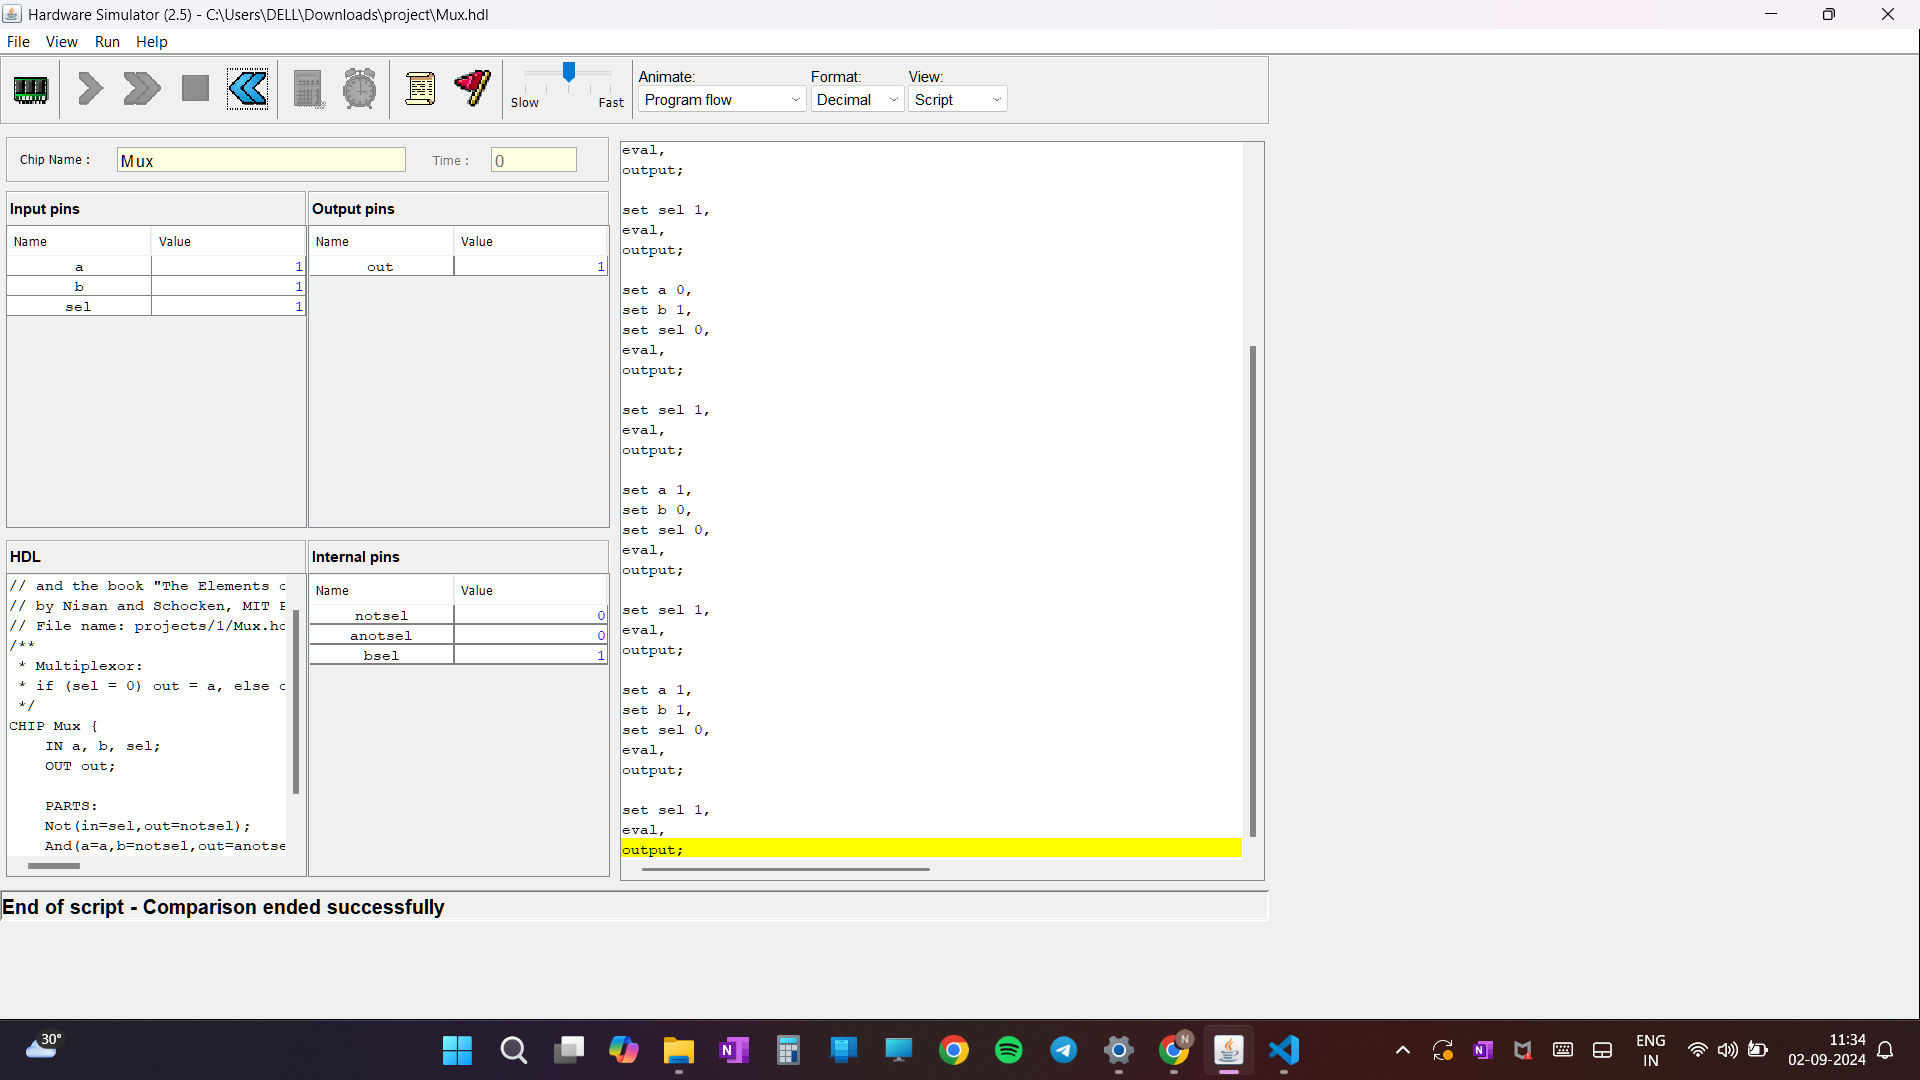 Hardware Simulator (2.5) - C:\Users\DELL\Downloads\project\Mux.hdl
File View Run Help
Slow Fast
Animate: Format: View:
Program flow Decimal Script
Chip Name : Mux Time : 0
Input pins
Name Value
a 1
b 1
sel 1
Output pins
Name Value
out 1
HDL
// and the book "The Elements
// by Nisan and Schocken, MIT
// File name: projects/1/Mux.
/**
* Multiplexor:
* if (sel = 0) out = a, else
*/
CHIP Mux {
IN a, b, sel;
OUT out;
PARTS:
Not(in=sel,out=notsel);
And(a=a,b=notsel,out=anotse
Internal pins
Name Value
notsel 0
anotsel 0
bsel 1
eval,
output;
set sel 1,
eval,
output;
set a 0,
set b 1,
set sel 0,
eval,
output;
set sel 1,
eval,
output;
set a 1,
set b 0,
set sel 0,
eval,
output;
set sel 1,
eval,
output;
set a 1,
set b 1,
set sel 0,
eval,
output;
set sel 1,
eval,
output;
End of script - Comparison ended successfully
30°
N
N
N
ENG
IN
11:34
02-09-2024